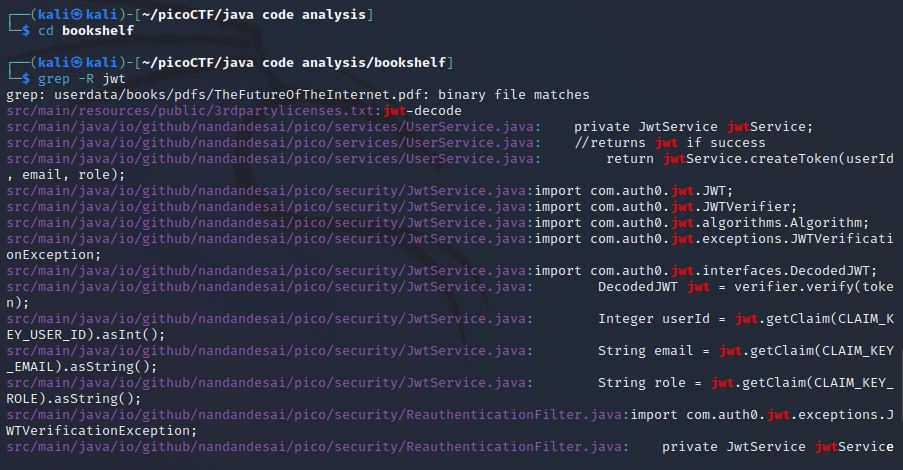 ┌──(kali㉿kali)-[~/picoCTF/java code analysis]
└─$ cd bookshelf
┌──(kali㉿kali)-[~/picoCTF/java code analysis/bookshelf]
└─$ grep -R jwt
grep: userdata/books/pdfs/TheFutureOfTheInternet.pdf: binary file matches
src/main/resources/public/3rdpartylicenses.txt:jwt-decode
src/main/java/io/github/nandandesai/pico/services/UserService.java:    private JwtService jwtService;
src/main/java/io/github/nandandesai/pico/services/UserService.java:    //returns jwt if success
src/main/java/io/github/nandandesai/pico/services/UserService.java:        return jwtService.createToken(userId
, email, role);
src/main/java/io/github/nandandesai/pico/security/JwtService.java:import com.auth0.jwt.JWT;
src/main/java/io/github/nandandesai/pico/security/JwtService.java:import com.auth0.jwt.JWTVerifier;
src/main/java/io/github/nandandesai/pico/security/JwtService.java:import com.auth0.jwt.algorithms.Algorithm;
src/main/java/io/github/nandandesai/pico/security/JwtService.java:import com.auth0.jwt.exceptions.JWTVerificati
onException;
src/main/java/io/github/nandandesai/pico/security/JwtService.java:import com.auth0.jwt.interfaces.DecodedJWT;
src/main/java/io/github/nandandesai/pico/security/JwtService.java:        DecodedJWT jwt = verifier.verify(toke
n);
src/main/java/io/github/nandandesai/pico/security/JwtService.java:        Integer userId = jwt.getClaim(CLAIM_K
EY_USER_ID).asInt();
src/main/java/io/github/nandandesai/pico/security/JwtService.java:        String email = jwt.getClaim(CLAIM_KEY
_EMAIL).asString();
src/main/java/io/github/nandandesai/pico/security/JwtService.java:        String role = jwt.getClaim(CLAIM_KEY_
ROLE).asString();
src/main/java/io/github/nandandesai/pico/security/ReauthenticationFilter.java:import com.auth0.jwt.exceptions.J
WTVerificationException;
src/main/java/io/github/nandandesai/pico/security/ReauthenticationFilter.java:    private JwtService jwtService